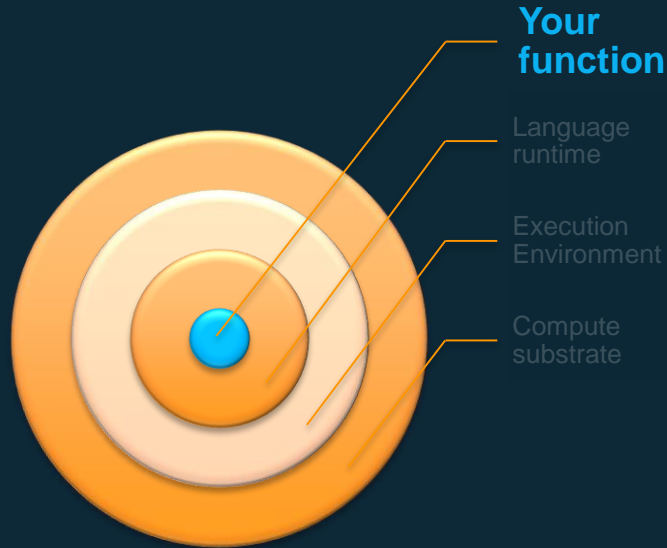 Your
function
Language
runtime
Execution
Environment
Compute
substrate